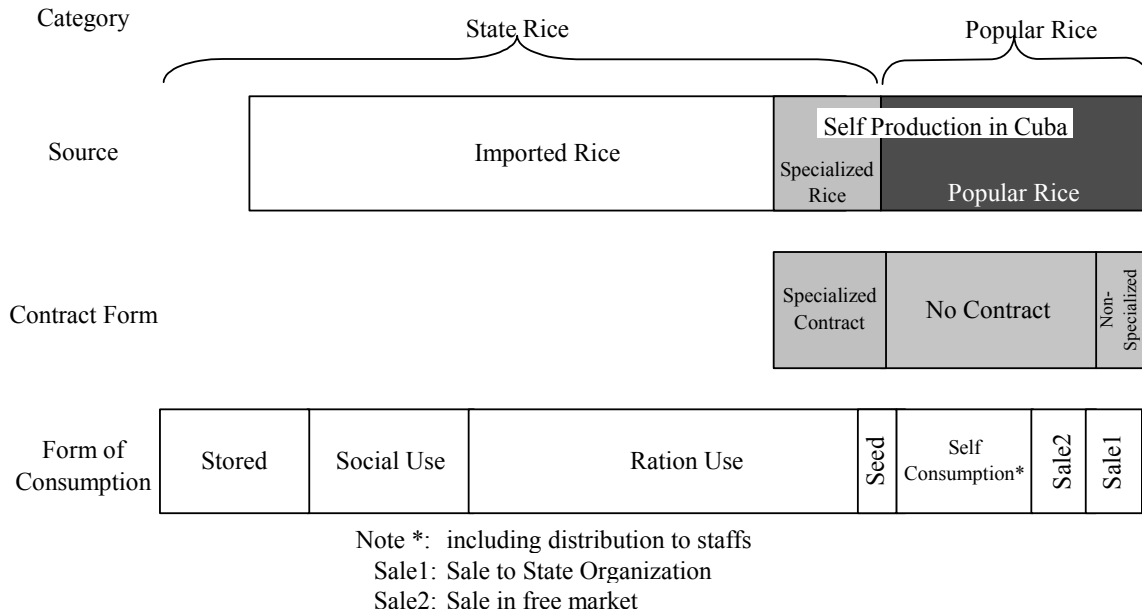 Category
State Rice
Popular Rice
Source
Imported Rice
Self Production in Cuba
Specialized
Rice
Popular Rice
Contract Form
Specialized
Contract
No Contract
Non-
Specialized
Form of
Consumption
Stored
Social Use
Ration Use
Seed
Self
Consumption*
Sale2
Sale1
Note *: including distribution to staffs
Sale1: Sale to State Organization
Sale2: Sale in free market